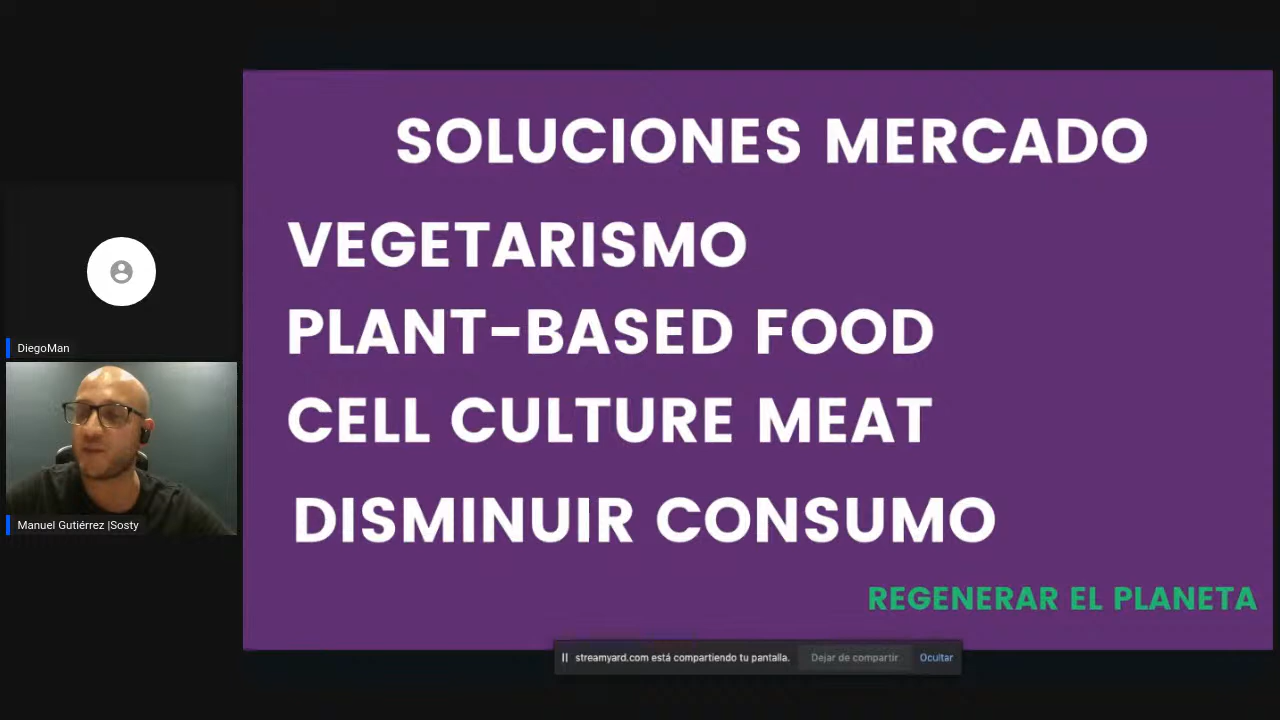 SOLUCIONES MERCADO
VEGETARISMO
PLANT-BASED FOOD
CELL CULTURE MEAT
DISMINUIR CONSUMO
REGENERAR EL PLANETA
DiegoMan
Manuel Gutiérrez |Sosty
streamyard.com está compartiendo tu pantalla. Dejar de compartir Ocultar